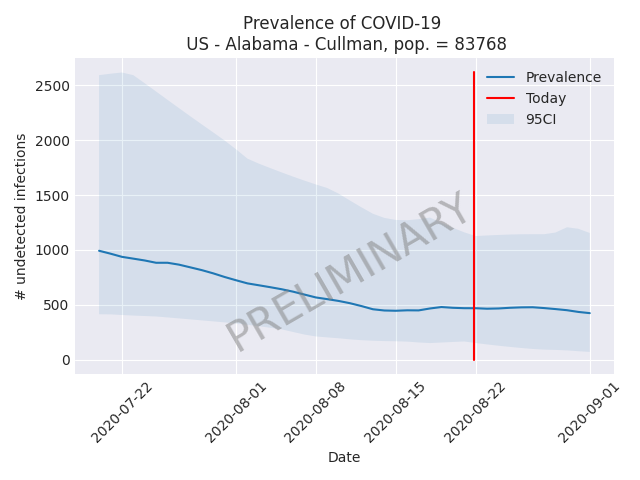 Prevalence of COVID-19
US - Alabama - Cullman, pop. = 83768
Prevalence
Today
95CI
2500
2000
1500
1000
500
0
# undetected infections
PRELIMINARY
2020-07-22
2020-08-01
2020-08-08
2020-08-15
2020-08-22
2020-09-01
Date